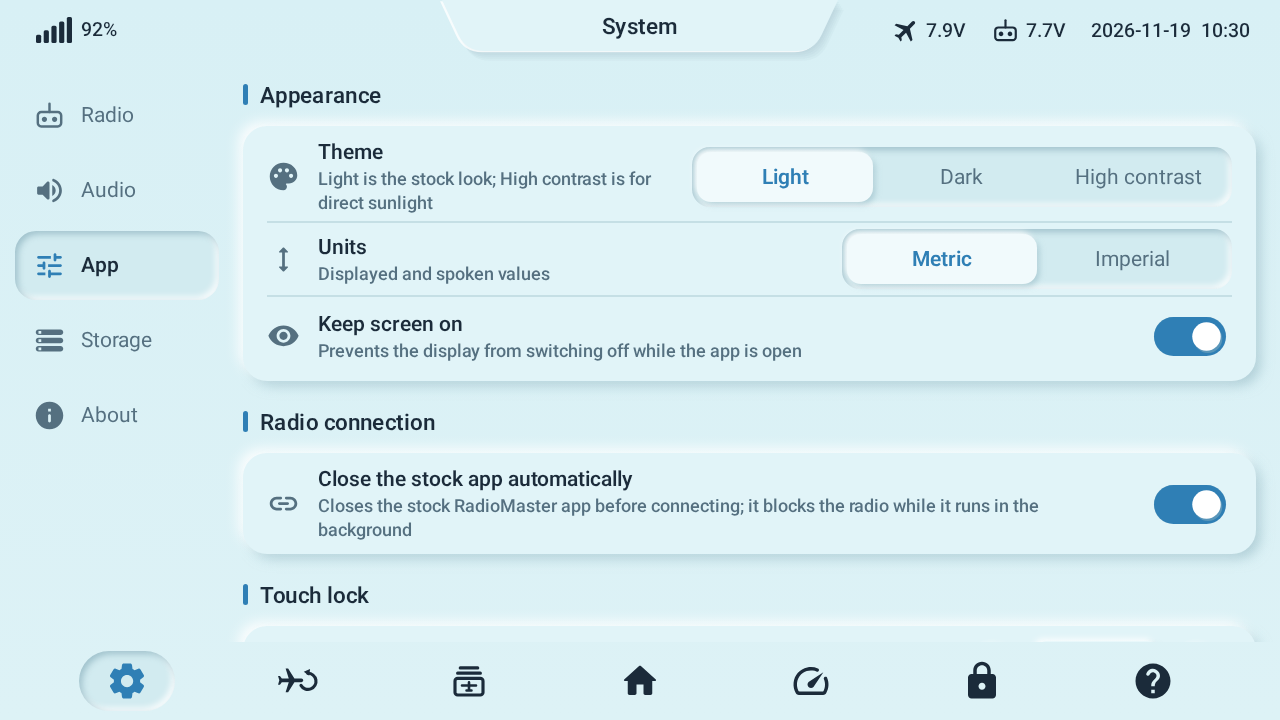 92%
System
7.9V
7.7V
2026-11-19 10:30
Radio
Audio
App
Storage
About
Appearance
Theme
Light is the stock look; High contrast is for
direct sunlight
Light
Dark
High contrast
Units
Displayed and spoken values
Metric
Imperial
Keep screen on
Prevents the display from switching off while the app is open
Radio connection
Close the stock app automatically
Closes the stock RadioMaster app before connecting; it blocks the radio while it runs in the
background
Touch lock